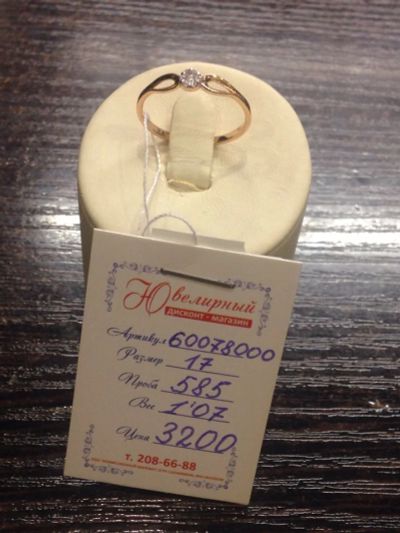 Ювелирный
дисконт - магазин
Артикул 60078000
Размер 17
Проба 585
Вес 1'07
Цена 3200
т. 208-66-88